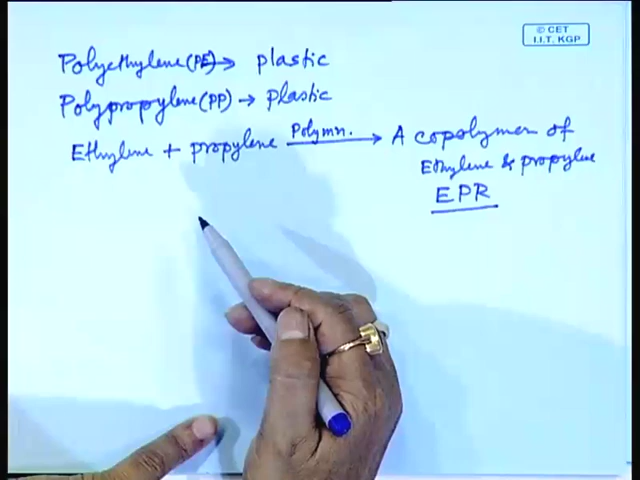 © CET
I.I.T. KGP
Polyethylene (PE) → plastic
Polypropylene (PP) → plastic
Ethylene + propylene Polymn. → A copolymer of
Ethylene & propylene
EPR